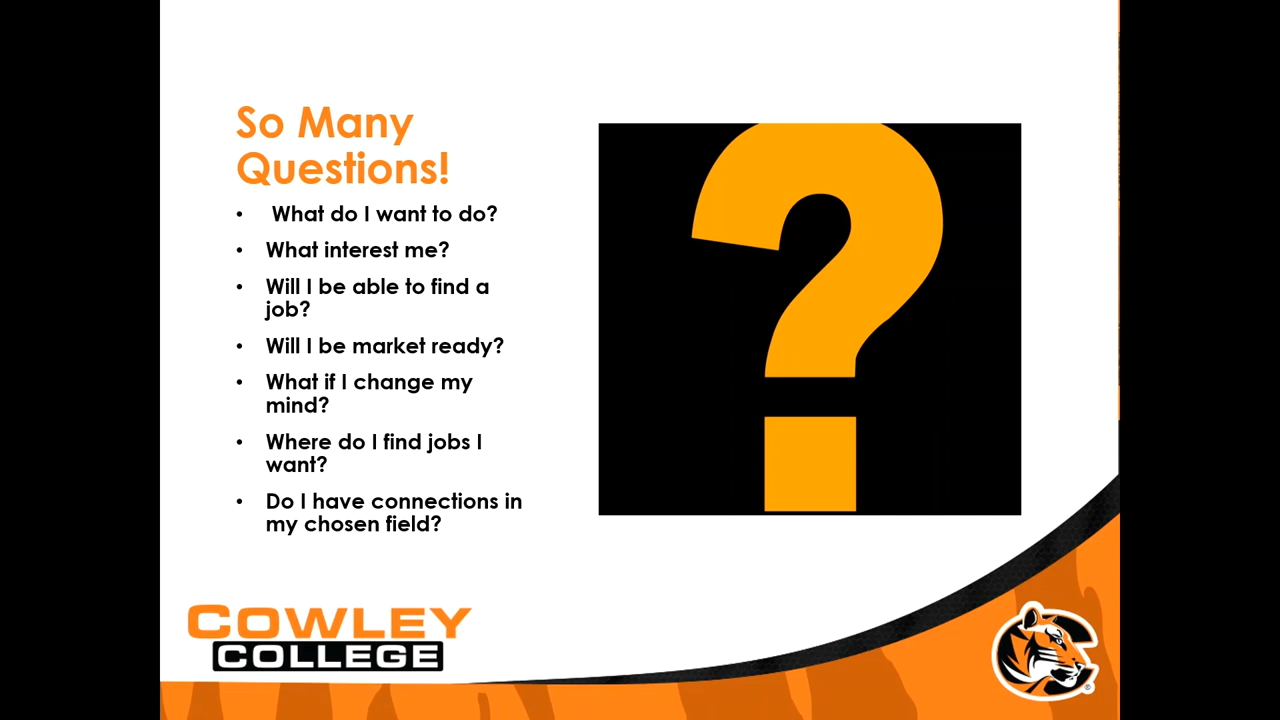 So Many
Questions!
• What do I want to do?
• What interest me?
• Will I be able to find a
job?
• Will I be market ready?
• What if I change my
mind?
• Where do I find jobs I
want?
• Do I have connections in
my chosen field?
?
COWLEY
COLLEGE
C
®